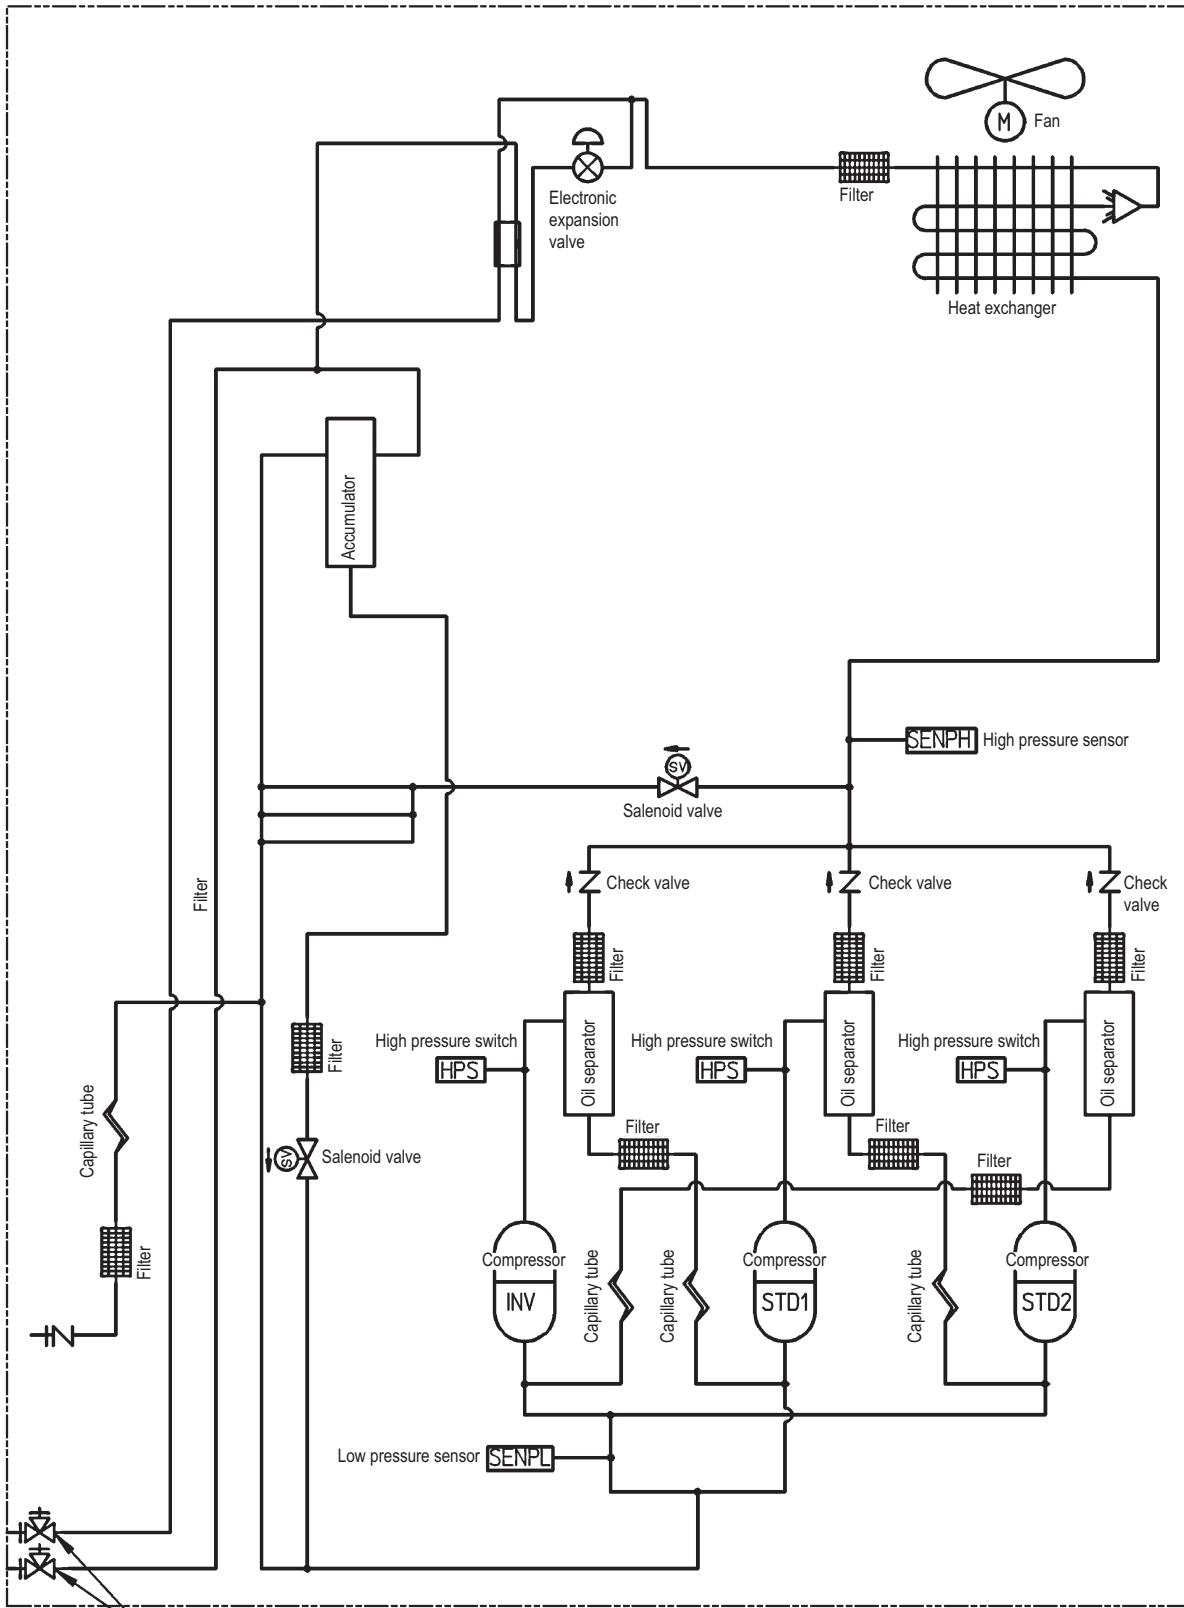 M
Fan
Electronic
expansion
valve
Filter
Heat exchanger
Accumulator
SENPH
High pressure sensor
SV
Salenoid valve
Filter
Check valve
Check valve
Check
valve
Filter
Filter
Filter
High pressure switch
HPS
Oil separator
High pressure switch
HPS
Oil separator
High pressure switch
HPS
Oil separator
Filter
Capillary tube
SV
Salenoid valve
Filter
Filter
Filter
Filter
Compressor
INV
Capillary tube
Capillary tube
Compressor
STD1
Capillary tube
Compressor
STD2
Low pressure sensor
SENPL